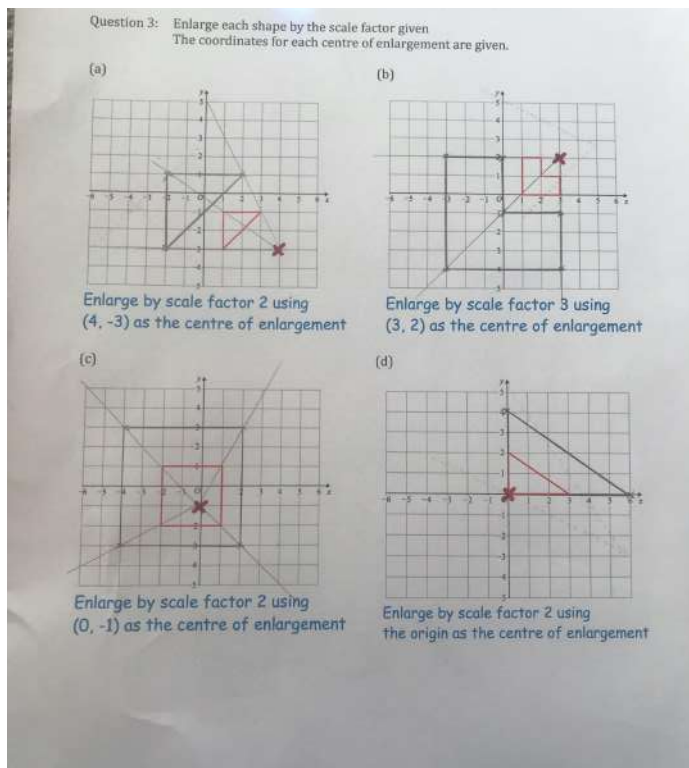 Question 3: Enlarge each shape by the scale factor given
The coordinates for each centre of enlargement are given.
(a)
(b)
Enlarge by scale factor 2 using
(4, -3) as the centre of enlargement
Enlarge by scale factor 3 using
(3, 2) as the centre of enlargement
(c)
(d)
Enlarge by scale factor 2 using
(0, -1) as the centre of enlargement
Enlarge by scale factor 2 using
the origin as the centre of enlargement